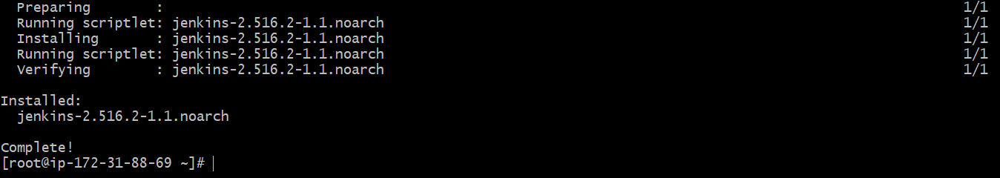 Preparing        :                                                        1/1
Running scriptlet: jenkins-2.516.2-1.1.noarch                             1/1
Installing       : jenkins-2.516.2-1.1.noarch                             1/1
Running scriptlet: jenkins-2.516.2-1.1.noarch                             1/1
Verifying        : jenkins-2.516.2-1.1.noarch                             1/1
Installed:
jenkins-2.516.2-1.1.noarch
Complete!
[root@ip-172-31-88-69 ~]#